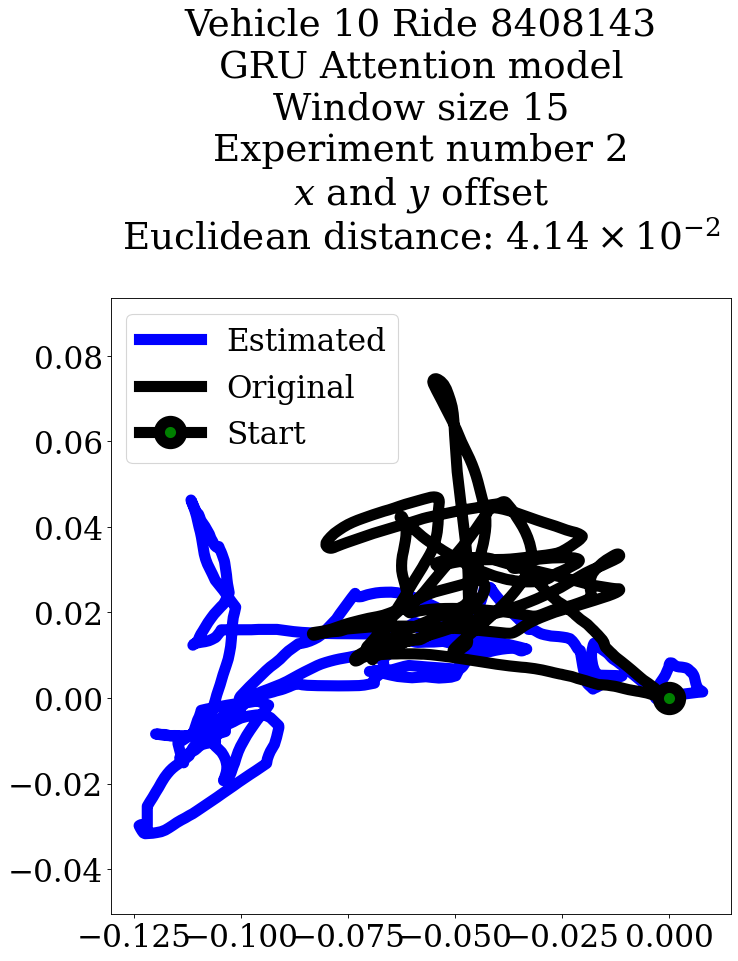 Vehicle 10 Ride 8408143
GRU Attention model
Window size 15
Experiment number 2
x and y offset
Euclidean distance: 4.14 × 10⁻²
Estimated
Original
Start
0.08
0.06
0.04
0.02
0.00
−0.02
−0.04
−0.125 −0.100 −0.075 −0.050 −0.025 0.000